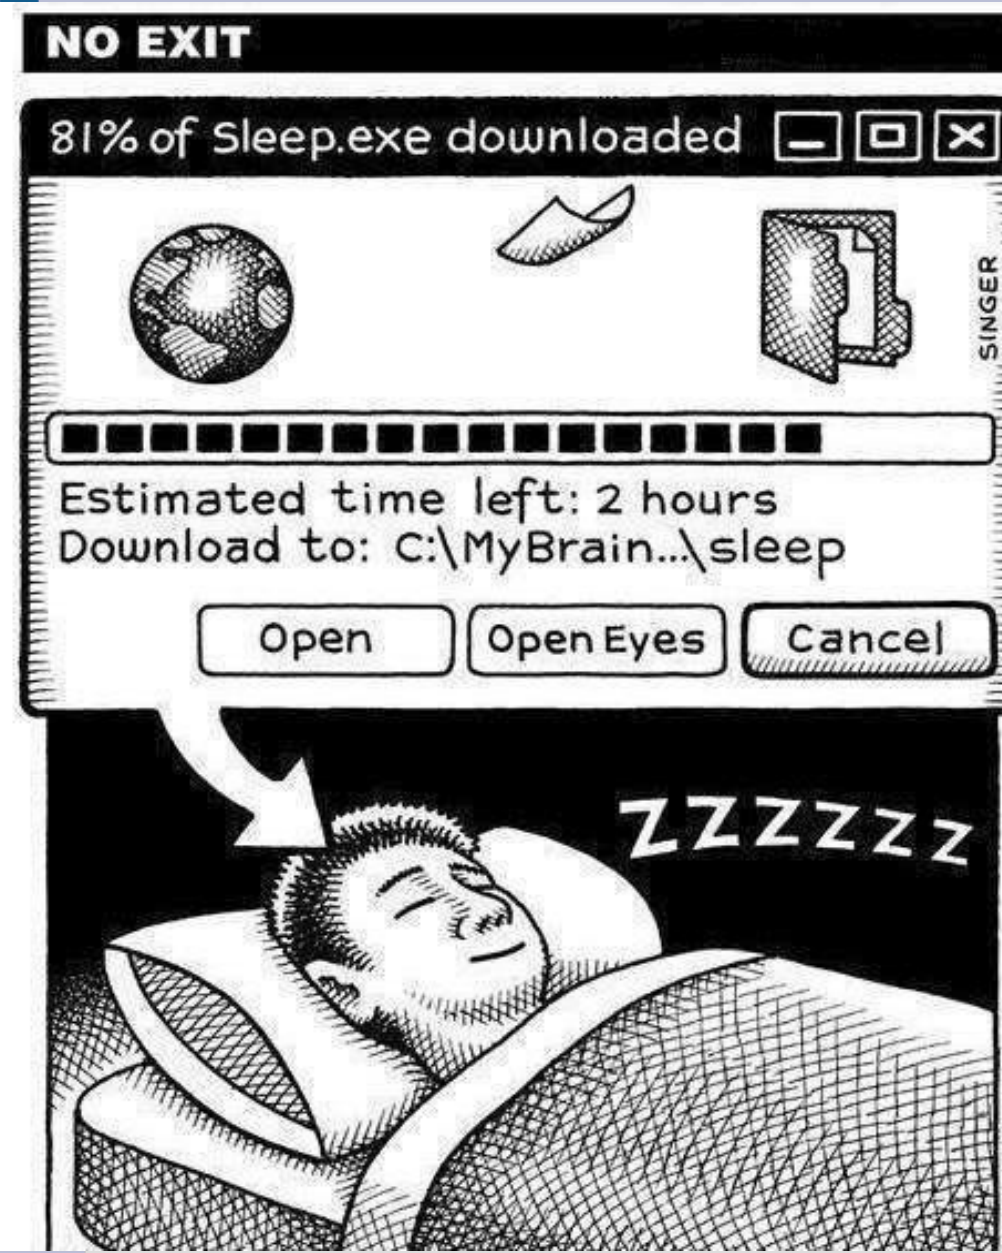 NO EXIT
81% of Sleep.exe downloaded
SINGER
Estimated time left: 2 hours
Download to: C:\MyBrain...\sleep
Open Open Eyes Cancel
ZZZZZZ